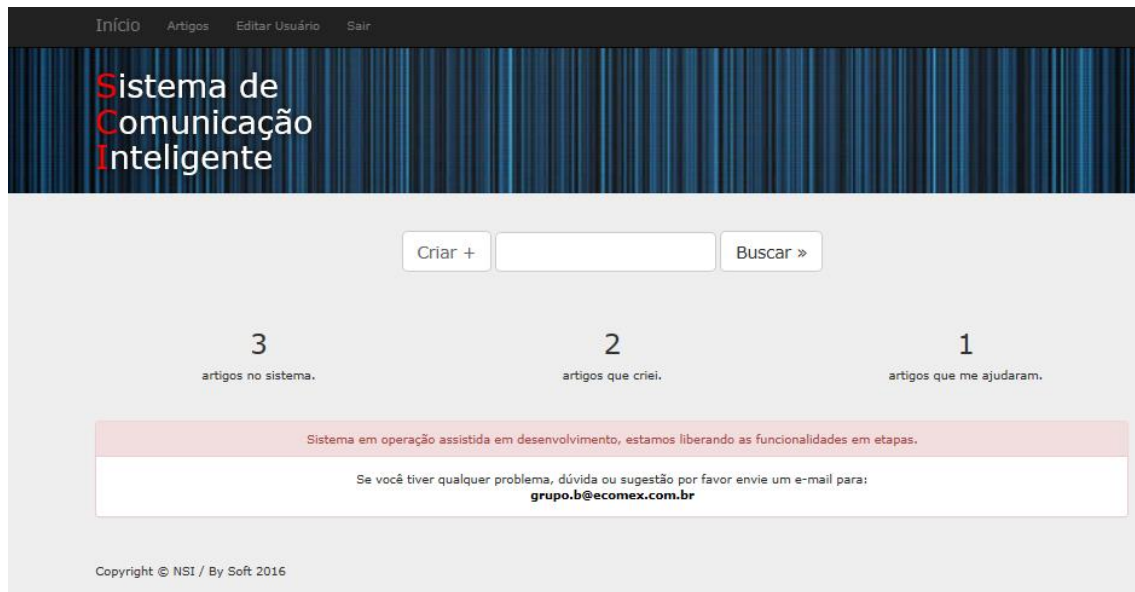 Início Artigos Editar Usuário Sair
Sistema de
Comunicação
Inteligente
Criar + Buscar »
3 2 1
artigos no sistema. artigos que criei. artigos que me ajudaram.
Sistema em operação assistida em desenvolvimento, estamos liberando as funcionalidades em etapas.
Se você tiver qualquer problema, dúvida ou sugestão por favor envie um e-mail para:
grupo.b@ecomex.com.br
Copyright © NSI / By Soft 2016